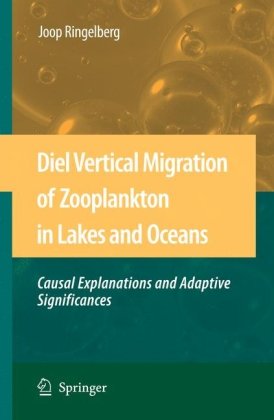 Joop Ringelberg
Diel Vertical Migration
of Zooplankton
in Lakes and Oceans
Causal Explanations and Adaptive
Significances
Springer